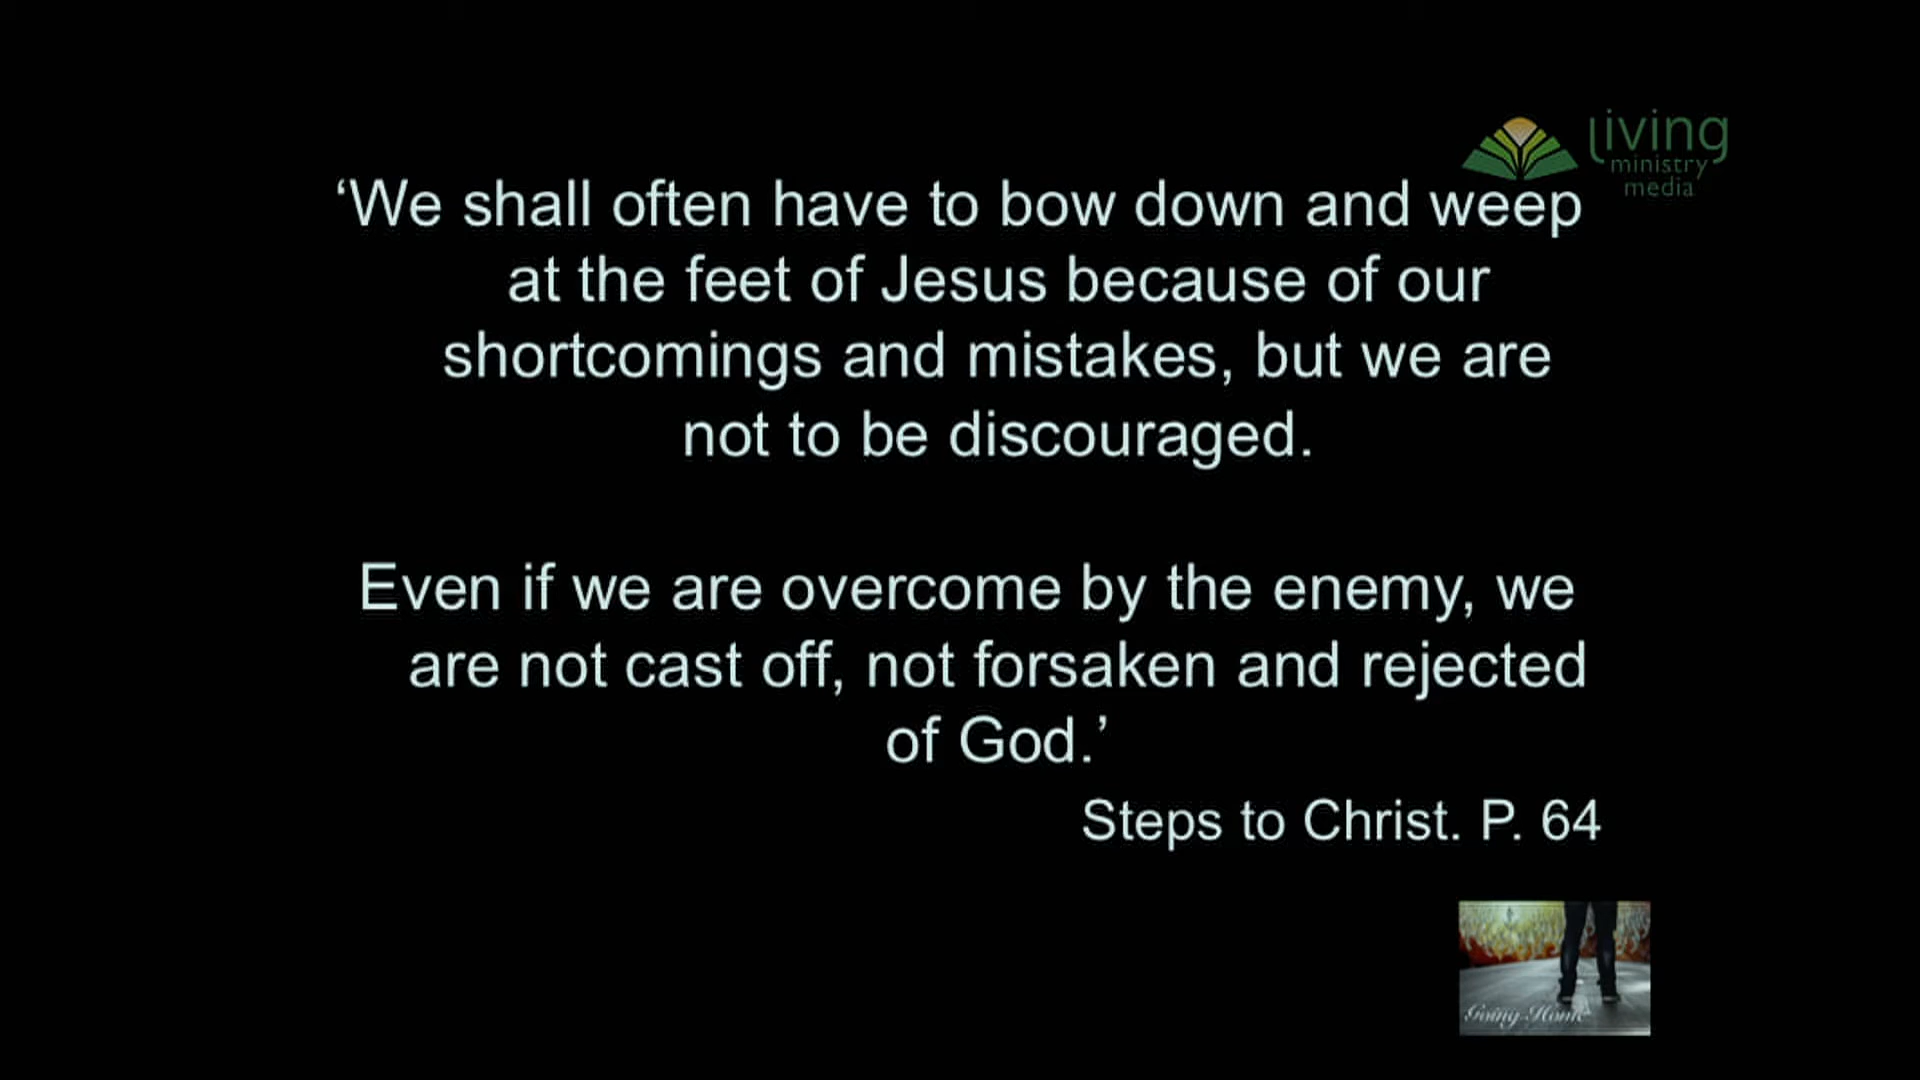 living
ministry
media
‘We shall often have to bow down and weep
at the feet of Jesus because of our
shortcomings and mistakes, but we are
not to be discouraged.
Even if we are overcome by the enemy, we
are not cast off, not forsaken and rejected
of God.’
Steps to Christ. P. 64
Going Home